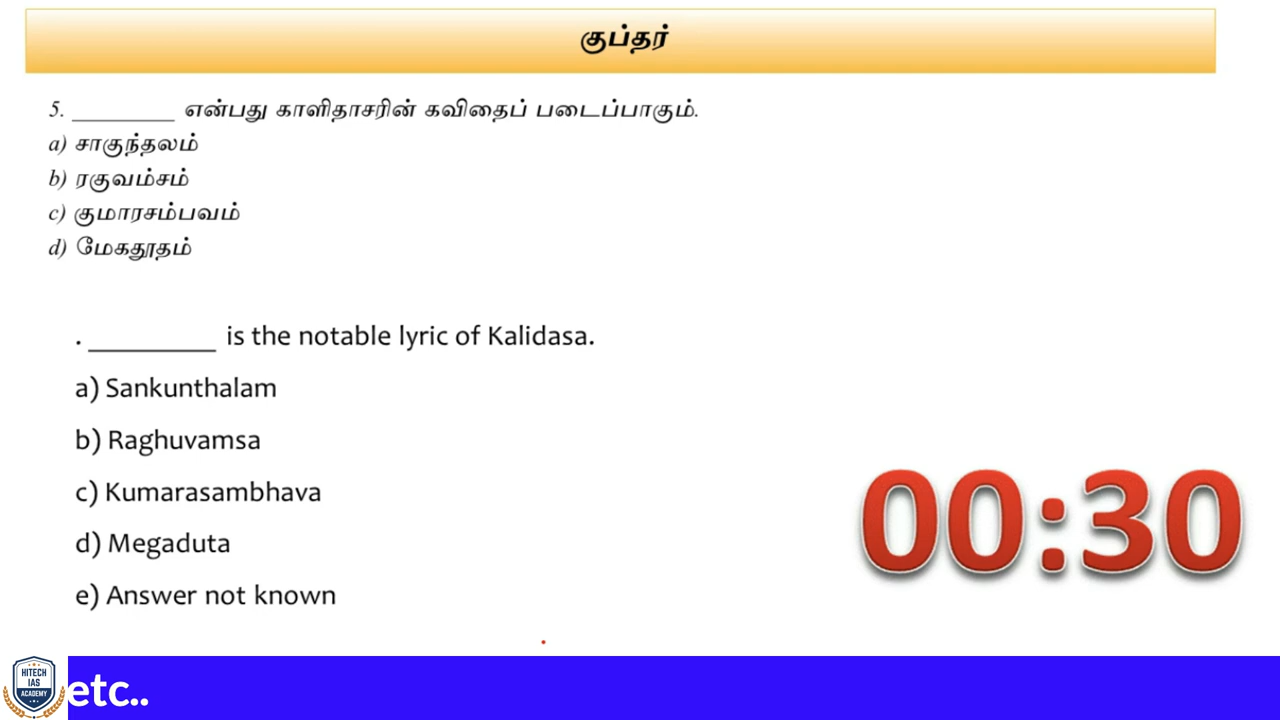 குப்தர்
5. __________ என்பது காளிதாசரின் கவிதைப் படைப்பாகும்.
a) சாகுந்தலம்
b) ரகுவம்சம்
c) குமாரசம்பவம்
d) மேகதூதம்
. __________ is the notable lyric of Kalidasa.
a) Sankunthalam
b) Raghuvamsa
c) Kumarasambhava
d) Megaduta
e) Answer not known
00:30
HITECH
IAS
ACADEMY
etc..